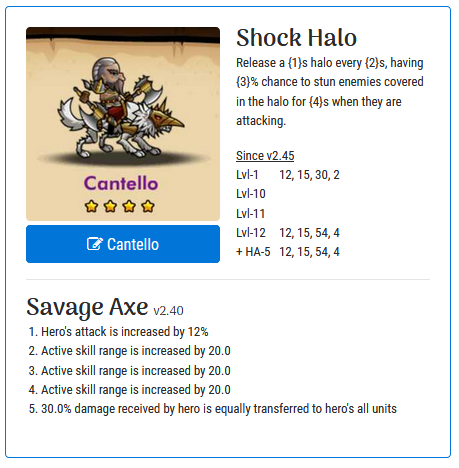 Shock Halo
Release a {1}s halo every {2}s, having
{3}% chance to stun enemies covered
in the halo for {4}s when they are
attacking.
Since v2.45
Lvl-1 12, 15, 30, 2
Lvl-10
Lvl-11
Lvl-12 12, 15, 54, 4
+ HA-5 12, 15, 54, 4
Cantello
Cantello
Savage Axe v2.40
1. Hero's attack is increased by 12%
2. Active skill range is increased by 20.0
3. Active skill range is increased by 20.0
4. Active skill range is increased by 20.0
5. 30.0% damage received by hero is equally transferred to hero's all units